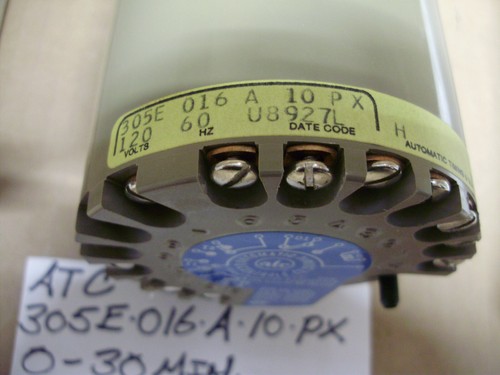 305E 016 A 10 P X
120 60 U8927L H
VOLTS HZ DATE CODE AUTOMATIC
atc
ATC
305E-016-A-10-PX
0-30 MIN.